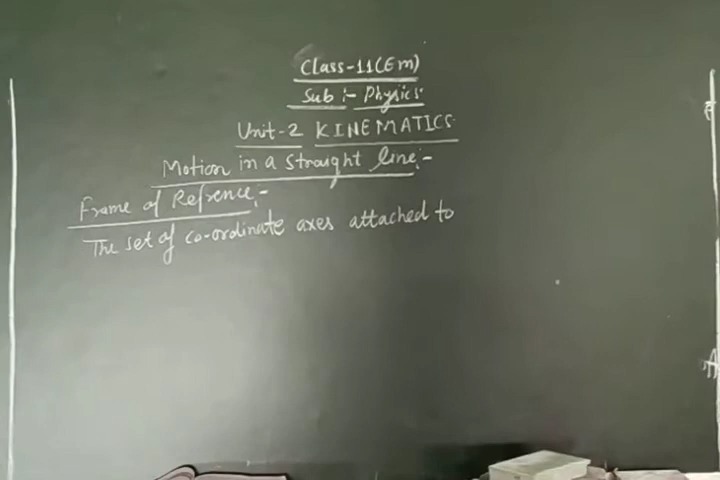 Class-11(Em)
Sub :- Physics
Unit-2 KINEMATICS
Motion in a straight line:-
Frame of Refrence:-
The set of co-ordinate axes attached to
A